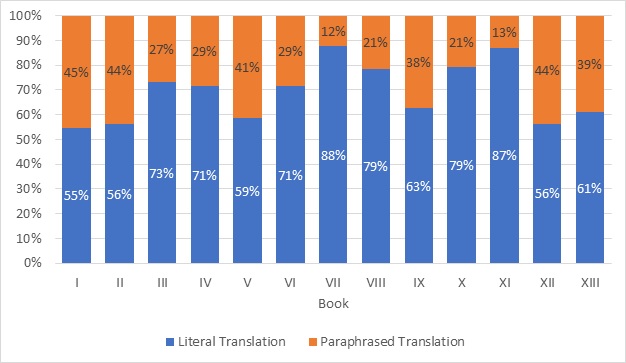 100%
90%
80%
70%
60%
50%
40%
30%
20%
10%
0%
45% 44% 27% 29% 41% 29% 12% 21% 38% 21% 13% 44% 39%
55% 56% 73% 71% 59% 71% 88% 79% 63% 79% 87% 56% 61%
I II III IV V VI VII VIII IX X XI XII XIII
Book
Literal Translation Paraphrased Translation